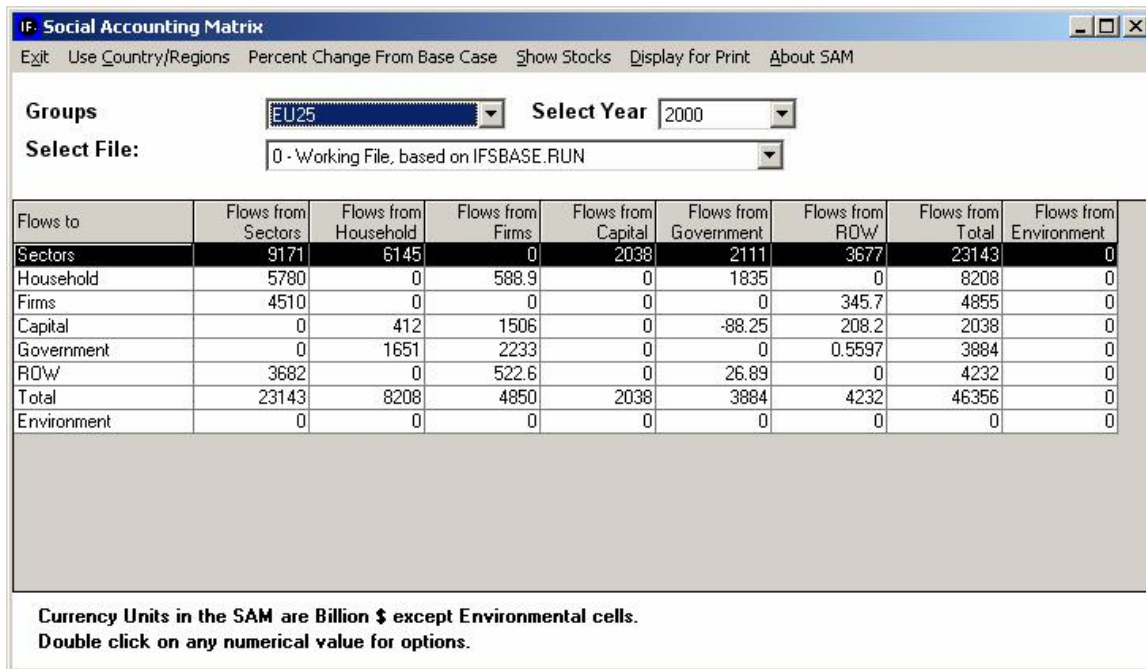 IFs Social Accounting Matrix
Exit Use Country/Regions Percent Change From Base Case Show Stocks Display for Print About SAM
Groups EU25 Select Year 2000
Select File: 0 - Working File, based on IFSBASE.RUN
Flows to Flows from Sectors Flows from Household Flows from Firms Flows from Capital Flows from Government Flows from ROW Flows from Total Flows from Environment
Sectors 9171 6145 0 2038 2111 3677 23143 0
Household 5780 0 588.9 0 1835 0 8208 0
Firms 4510 0 0 0 0 345.7 4855 0
Capital 0 412 1506 0 -88.25 208.2 2038 0
Government 0 1651 2233 0 0 0.5597 3884 0
ROW 3682 0 522.6 0 26.89 0 4232 0
Total 23143 8208 4850 2038 3884 4232 46356 0
Environment 0 0 0 0 0 0 0 0
Currency Units in the SAM are Billion $ except Environmental cells.
Double click on any numerical value for options.